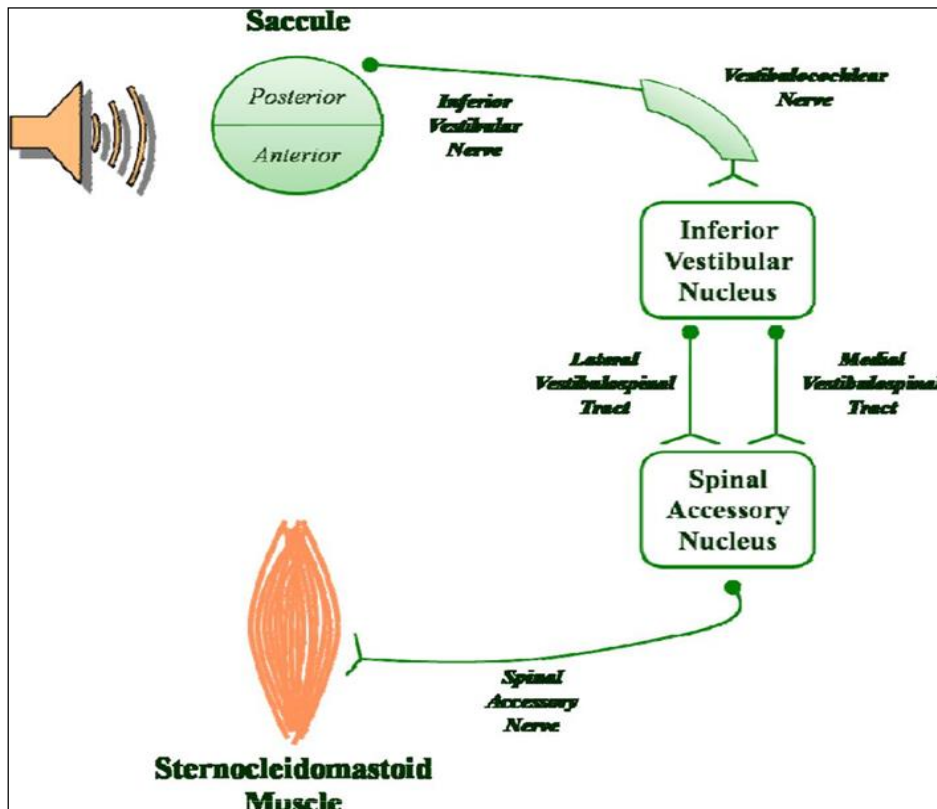 Saccule
Posterior
Anterior
Inferior
Vestibular
Nerve
Vestibulocochlear
Nerve
Inferior
Vestibular
Nucleus
Lateral
Vestibulospinal
Tract
Medial
Vestibulospinal
Tract
Spinal
Accessory
Nucleus
Spinal
Accessory
Nerve
Sternocleidomastoid
Muscle